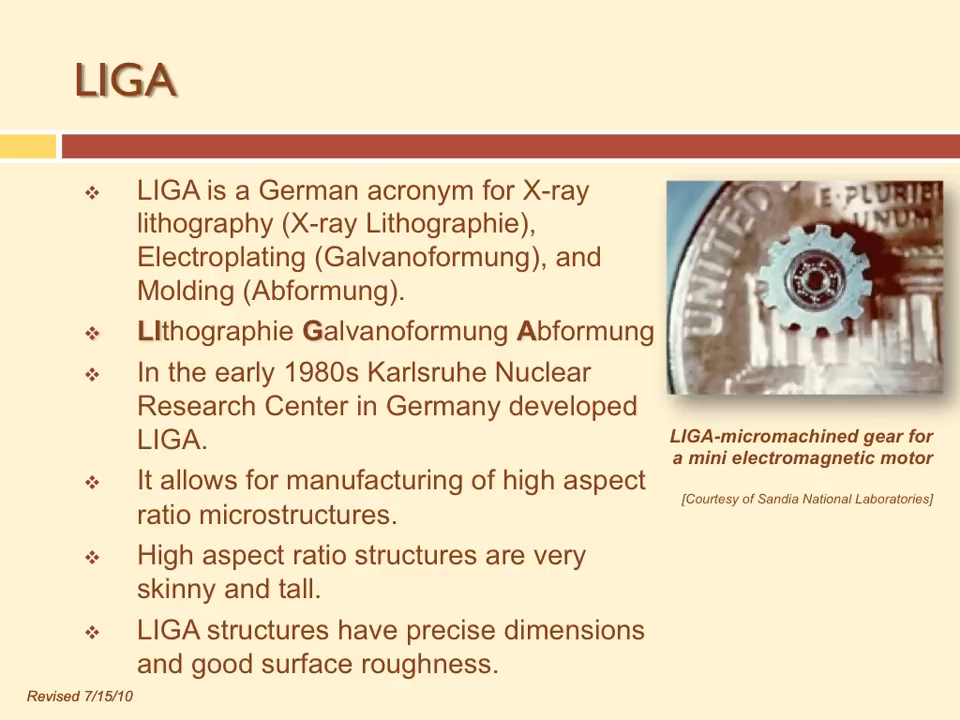 LIGA
❖ LIGA is a German acronym for X-ray
lithography (X-ray Lithographie),
Electroplating (Galvanoformung), and
Molding (Abformung).
❖ LIthographie Galvanoformung Abformung
❖ In the early 1980s Karlsruhe Nuclear
Research Center in Germany developed
LIGA.
❖ It allows for manufacturing of high aspect
ratio microstructures.
❖ High aspect ratio structures are very
skinny and tall.
❖ LIGA structures have precise dimensions
and good surface roughness.
E·PLURIB
UNUM
UNITED
LIGA-micromachined gear for
a mini electromagnetic motor
[Courtesy of Sandia National Laboratories]
Revised 7/15/10